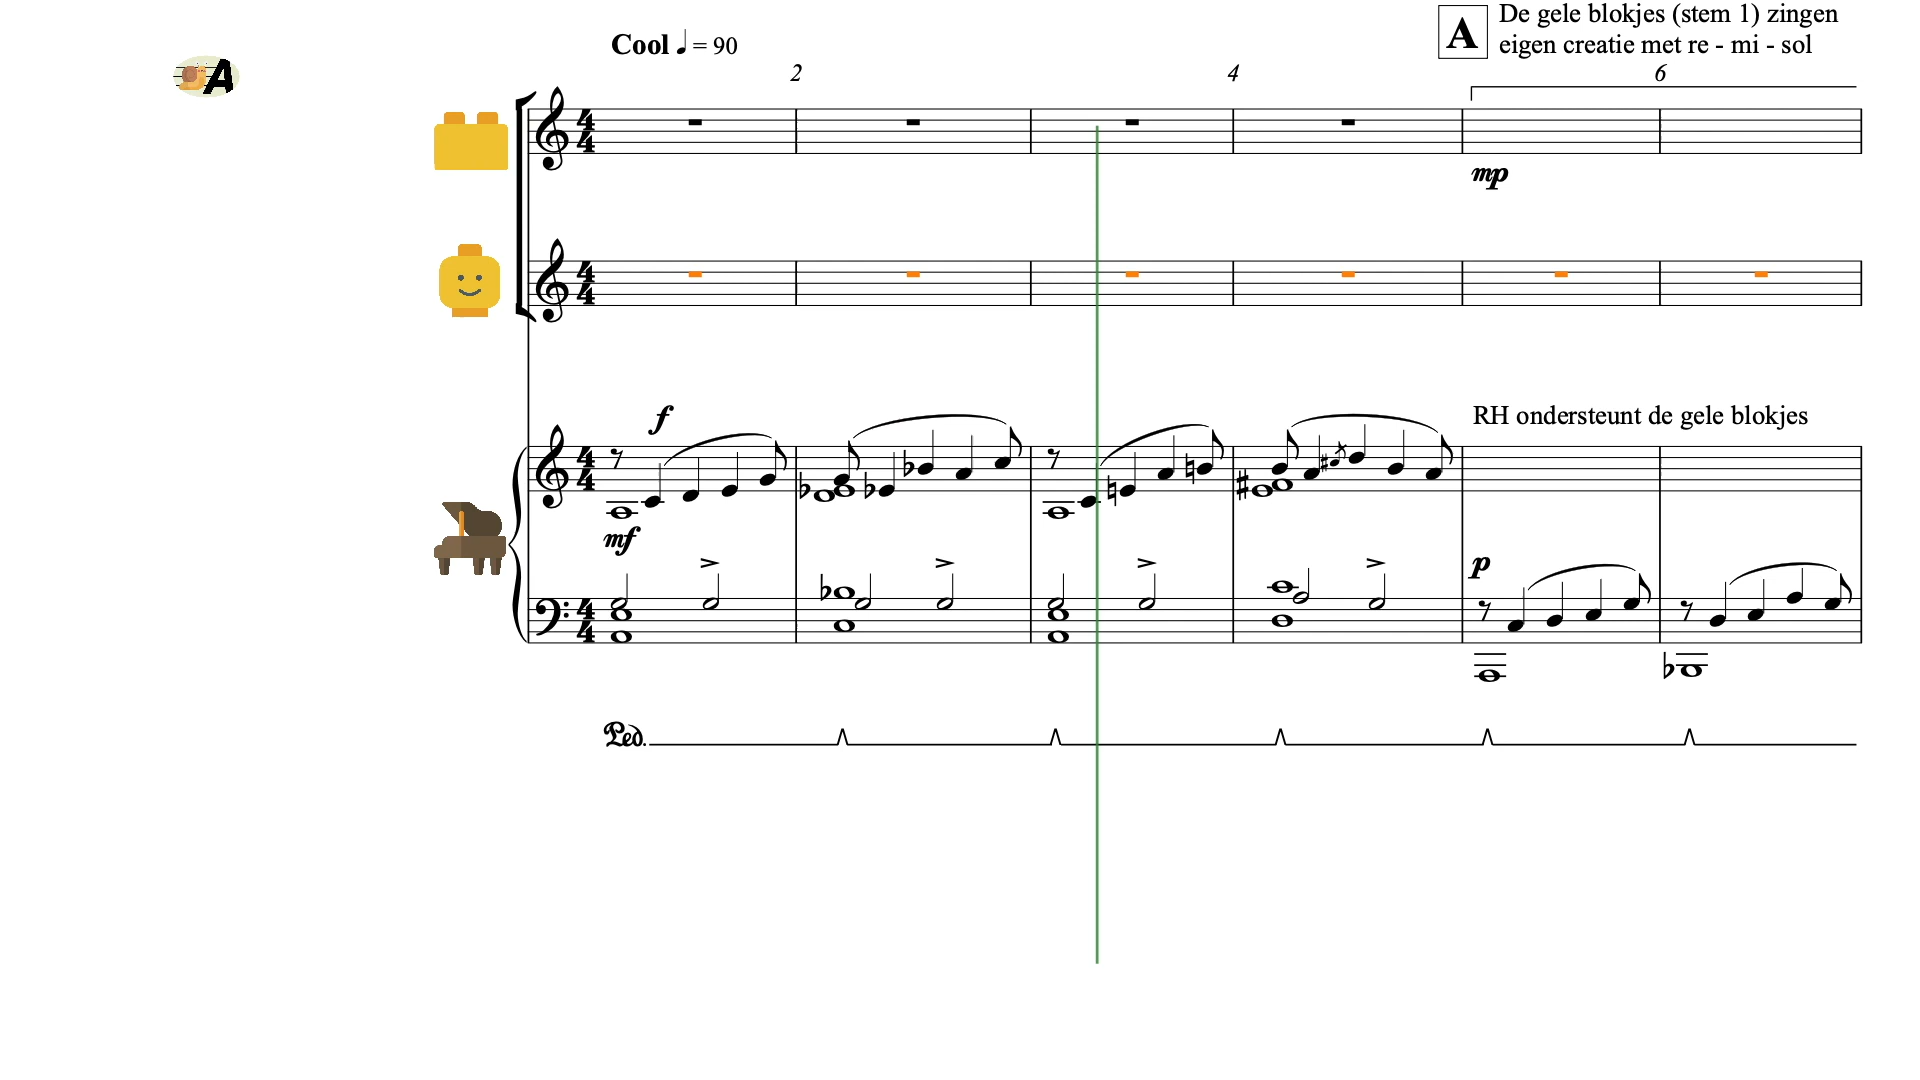 A De gele blokjes (stem 1) zingen
eigen creatie met re - mi - sol
Cool ♩ = 90
2 4 6
A
mp
RH ondersteunt de gele blokjes
f
mf
p
Ped.